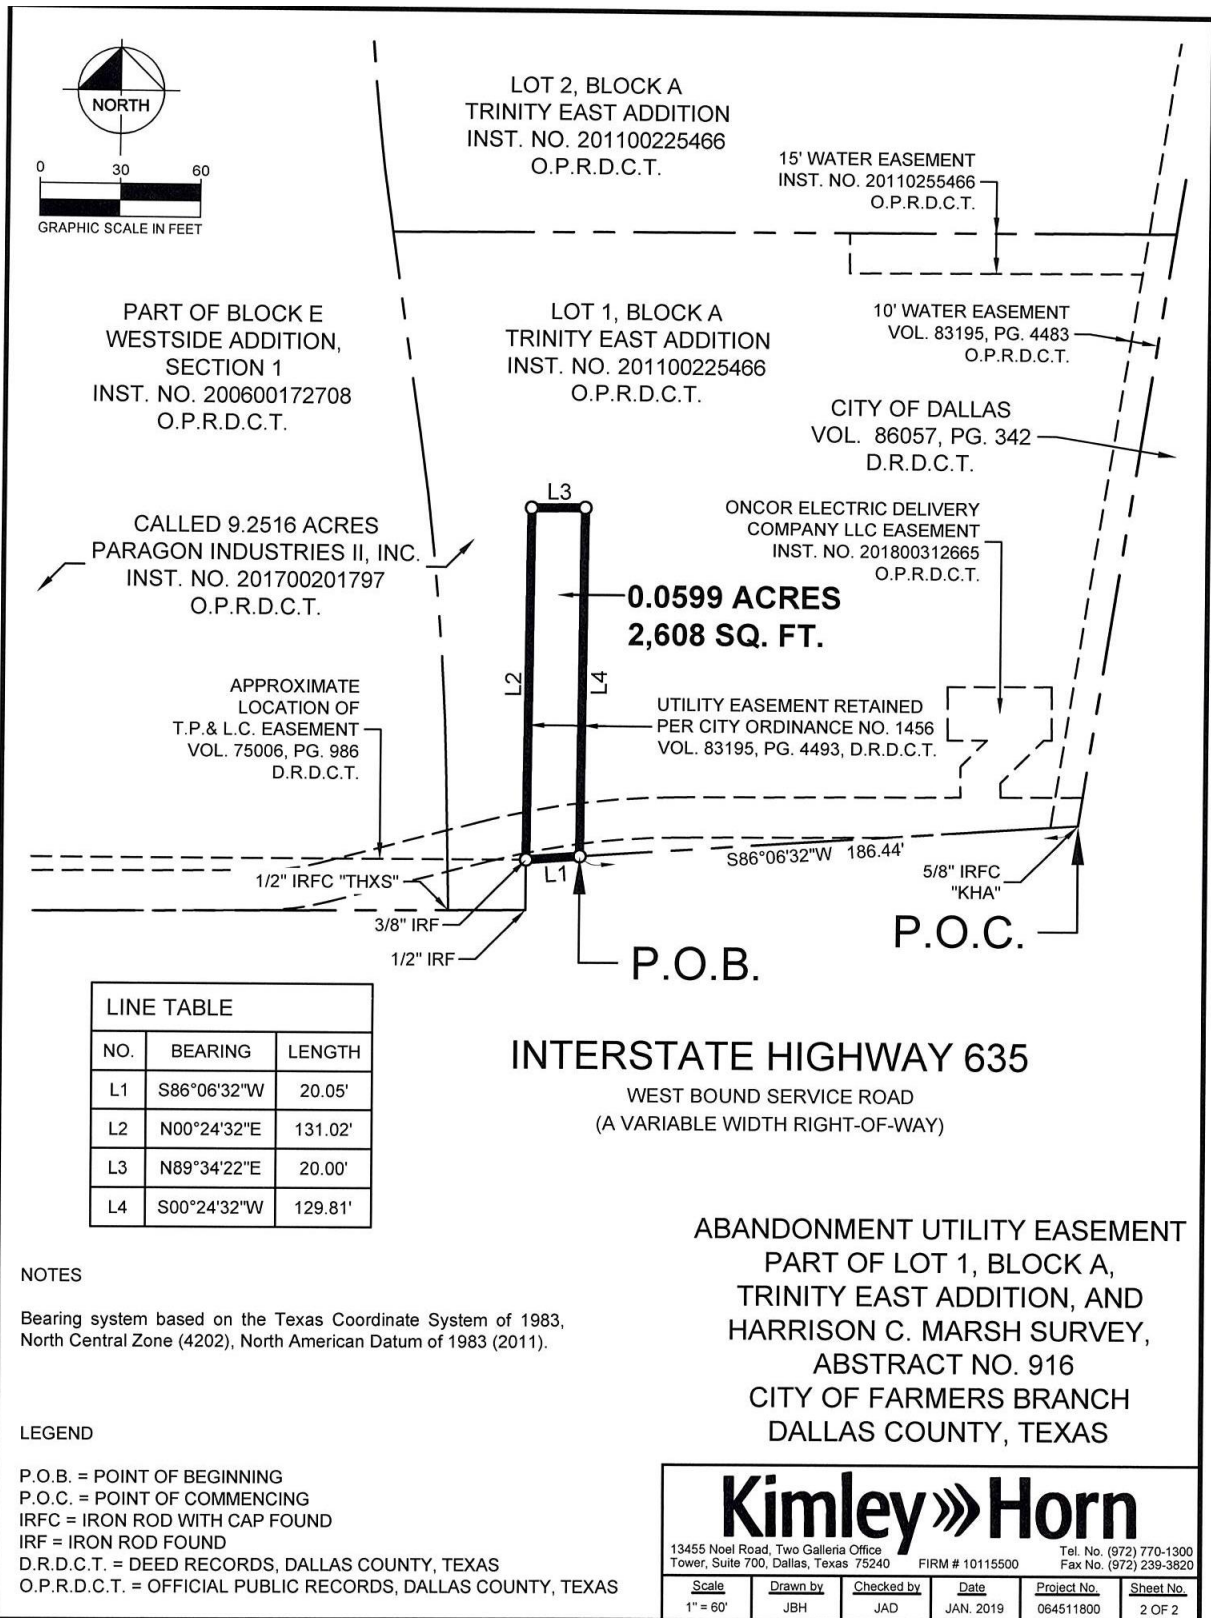 NORTH
0 30 60
GRAPHIC SCALE IN FEET
LOT 2, BLOCK A
TRINITY EAST ADDITION
INST. NO. 201100225466
O.P.R.D.C.T.
15' WATER EASEMENT
INST. NO. 20110255466
O.P.R.D.C.T.
PART OF BLOCK E
WESTSIDE ADDITION,
SECTION 1
INST. NO. 200600172708
O.P.R.D.C.T.
LOT 1, BLOCK A
TRINITY EAST ADDITION
INST. NO. 201100225466
O.P.R.D.C.T.
10' WATER EASEMENT
VOL. 83195, PG. 4483
O.P.R.D.C.T.
CITY OF DALLAS
VOL. 86057, PG. 342
D.R.D.C.T.
CALLED 9.2516 ACRES
PARAGON INDUSTRIES II, INC.
INST. NO. 201700201797
O.P.R.D.C.T.
L3
ONCOR ELECTRIC DELIVERY
COMPANY LLC EASEMENT
INST. NO. 201800312665
O.P.R.D.C.T.
0.0599 ACRES
2,608 SQ. FT.
L2
L4
APPROXIMATE
LOCATION OF
T.P.& L.C. EASEMENT
VOL. 75006, PG. 986
D.R.D.C.T.
UTILITY EASEMENT RETAINED
PER CITY ORDINANCE NO. 1456
VOL. 83195, PG. 4493, D.R.D.C.T.
S86°06'32"W 186.44'
1/2" IRFC "THXS"
L1
5/8" IRFC
"KHA"
3/8" IRF
1/2" IRF
P.O.B.
P.O.C.
LINE TABLE
NO. BEARING LENGTH
L1 S86°06'32"W 20.05'
L2 N00°24'32"E 131.02'
L3 N89°34'22"E 20.00'
L4 S00°24'32"W 129.81'
INTERSTATE HIGHWAY 635
WEST BOUND SERVICE ROAD
(A VARIABLE WIDTH RIGHT-OF-WAY)
NOTES
Bearing system based on the Texas Coordinate System of 1983,
North Central Zone (4202), North American Datum of 1983 (2011).
ABANDONMENT UTILITY EASEMENT
PART OF LOT 1, BLOCK A,
TRINITY EAST ADDITION, AND
HARRISON C. MARSH SURVEY,
ABSTRACT NO. 916
CITY OF FARMERS BRANCH
DALLAS COUNTY, TEXAS
LEGEND
P.O.B. = POINT OF BEGINNING
P.O.C. = POINT OF COMMENCING
IRFC = IRON ROD WITH CAP FOUND
IRF = IRON ROD FOUND
D.R.D.C.T. = DEED RECORDS, DALLAS COUNTY, TEXAS
O.P.R.D.C.T. = OFFICIAL PUBLIC RECORDS, DALLAS COUNTY, TEXAS
Kimley»Horn
13455 Noel Road, Two Galleria Office
Tower, Suite 700, Dallas, Texas 75240 FIRM # 10115500
Tel. No. (972) 770-1300
Fax No. (972) 239-3820
Scale Drawn by Checked by Date Project No. Sheet No.
1" = 60' JBH JAD JAN. 2019 064511800 2 OF 2